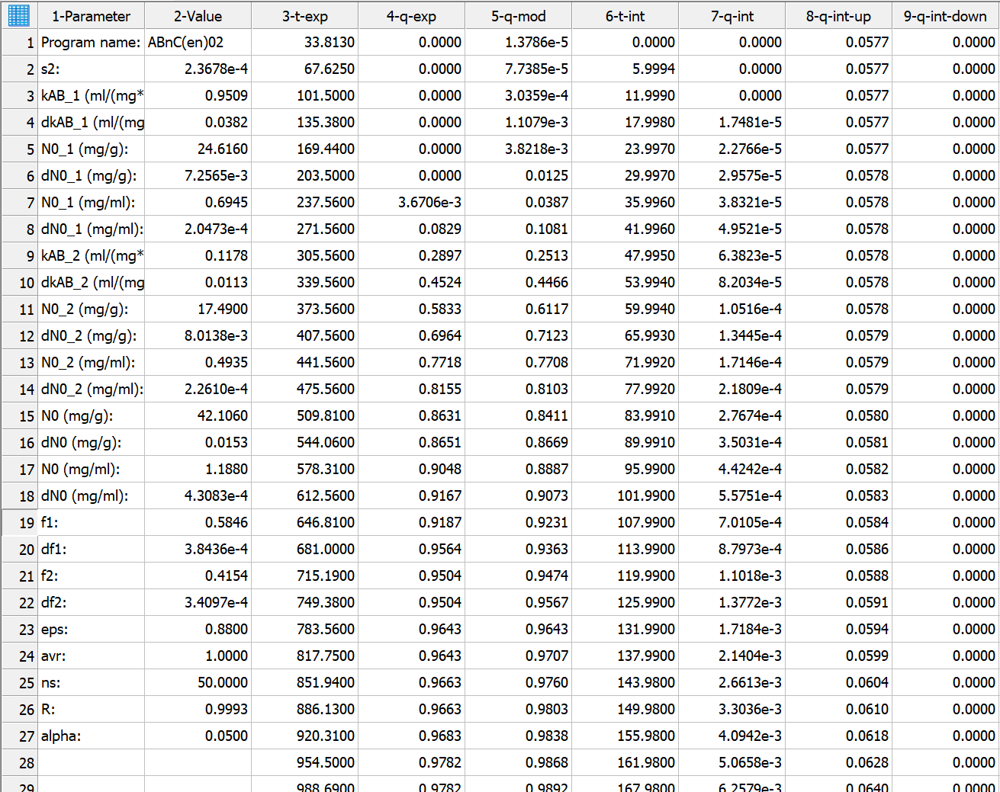 1-Parameter 2-Value 3-t-exp 4-q-exp 5-q-mod 6-t-int 7-q-int 8-q-int-up 9-q-int-down
1 Program name: ABnC(en)02 33.8130 0.0000 1.3786e-5 0.0000 0.0000 0.0577 0.0000
2 s2: 2.3678e-4 67.6250 0.0000 7.7385e-5 5.9994 0.0000 0.0577 0.0000
3 kAB_1 (ml/(mg* 0.9509 101.5000 0.0000 3.0359e-4 11.9990 0.0000 0.0577 0.0000
4 dkAB_1 (ml/(mg 0.0382 135.3800 0.0000 1.1079e-3 17.9980 1.7481e-5 0.0577 0.0000
5 N0_1 (mg/g): 24.6160 169.4400 0.0000 3.8218e-3 23.9970 2.2766e-5 0.0577 0.0000
6 dN0_1 (mg/g): 7.2565e-3 203.5000 0.0000 0.0125 29.9970 2.9575e-5 0.0578 0.0000
7 N0_1 (mg/ml): 0.6945 237.5600 3.6706e-3 0.0387 35.9960 3.8321e-5 0.0578 0.0000
8 dN0_1 (mg/ml): 2.0473e-4 271.5600 0.0829 0.1081 41.9960 4.9521e-5 0.0578 0.0000
9 kAB_2 (ml/(mg* 0.1178 305.5600 0.2897 0.2513 47.9950 6.3823e-5 0.0578 0.0000
10 dkAB_2 (ml/(mg 0.0113 339.5600 0.4524 0.4466 53.9940 8.2034e-5 0.0578 0.0000
11 N0_2 (mg/g): 17.4900 373.5600 0.5833 0.6117 59.9940 1.0516e-4 0.0578 0.0000
12 dN0_2 (mg/g): 8.0138e-3 407.5600 0.6964 0.7123 65.9930 1.3445e-4 0.0579 0.0000
13 N0_2 (mg/ml): 0.4935 441.5600 0.7718 0.7708 71.9920 1.7146e-4 0.0579 0.0000
14 dN0_2 (mg/ml): 2.2610e-4 475.5600 0.8155 0.8103 77.9920 2.1809e-4 0.0579 0.0000
15 N0 (mg/g): 42.1060 509.8100 0.8631 0.8411 83.9910 2.7674e-4 0.0580 0.0000
16 dN0 (mg/g): 0.0153 544.0600 0.8651 0.8669 89.9910 3.5031e-4 0.0581 0.0000
17 N0 (mg/ml): 1.1880 578.3100 0.9048 0.8887 95.9900 4.4242e-4 0.0582 0.0000
18 dN0 (mg/ml): 4.3083e-4 612.5600 0.9167 0.9073 101.9900 5.5751e-4 0.0583 0.0000
19 f1: 0.5846 646.8100 0.9187 0.9231 107.9900 7.0105e-4 0.0584 0.0000
20 df1: 3.8436e-4 681.0000 0.9564 0.9363 113.9900 8.7973e-4 0.0586 0.0000
21 f2: 0.4154 715.1900 0.9504 0.9474 119.9900 1.1018e-3 0.0588 0.0000
22 df2: 3.4097e-4 749.3800 0.9504 0.9567 125.9900 1.3772e-3 0.0591 0.0000
23 eps: 0.8800 783.5600 0.9643 0.9643 131.9900 1.7184e-3 0.0594 0.0000
24 avr: 1.0000 817.7500 0.9643 0.9707 137.9900 2.1404e-3 0.0599 0.0000
25 ns: 50.0000 851.9400 0.9663 0.9760 143.9800 2.6613e-3 0.0604 0.0000
26 R: 0.9993 886.1300 0.9663 0.9803 149.9800 3.3036e-3 0.0610 0.0000
27 alpha: 0.0500 920.3100 0.9683 0.9838 155.9800 4.0942e-3 0.0618 0.0000
28 954.5000 0.9782 0.9868 161.9800 5.0658e-3 0.0628 0.0000
29 988.6900 0.9782 0.9892 167.9800 6.2579e-3 0.0640 0.0000